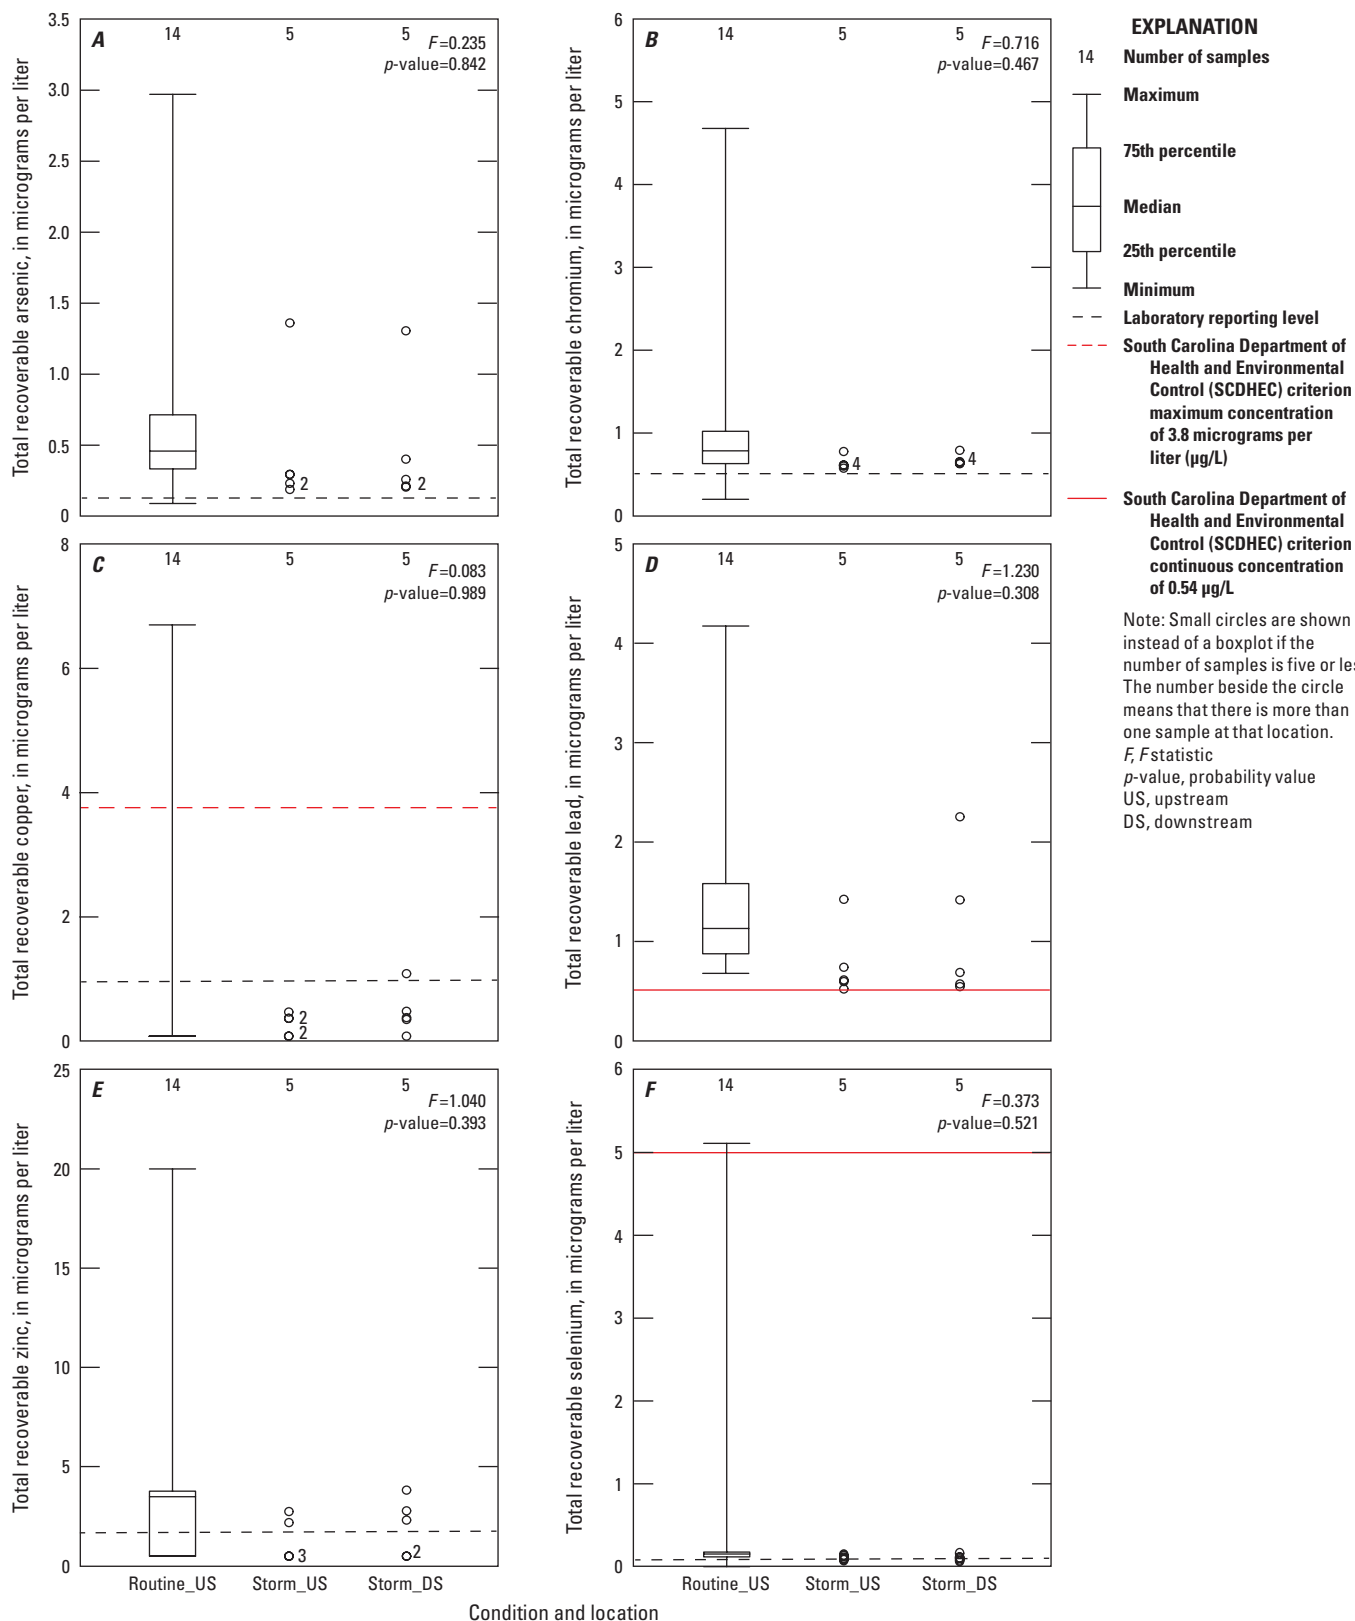 A
14
5
5
F=0.235
p-value=0.842
3.5
3.0
2.5
2.0
1.5
1.0
0.5
0
2
2
Total recoverable arsenic, in micrograms per liter
B
14
5
5
F=0.716
p-value=0.467
6
5
4
3
2
1
0
4
4
Total recoverable chromium, in micrograms per liter
C
14
5
5
F=0.083
p-value=0.989
8
6
4
2
0
2
2
Total recoverable copper, in micrograms per liter
D
14
5
5
F=1.230
p-value=0.308
5
4
3
2
1
0
Total recoverable lead, in micrograms per liter
E
14
5
5
F=1.040
p-value=0.393
25
20
15
10
5
0
3
2
Total recoverable zinc, in micrograms per liter
Routine_US
Storm_US
Storm_DS
F
14
5
5
F=0.373
p-value=0.521
6
5
4
3
2
1
0
Total recoverable selenium, in micrograms per liter
Routine_US
Storm_US
Storm_DS
Condition and location
EXPLANATION
14 Number of samples
Maximum
75th percentile
Median
25th percentile
Minimum
Laboratory reporting level
South Carolina Department of
Health and Environmental
Control (SCDHEC) criterion
maximum concentration
of 3.8 micrograms per
liter (µg/L)
South Carolina Department of
Health and Environmental
Control (SCDHEC) criterion
continuous concentration
of 0.54 µg/L
Note: Small circles are shown
instead of a boxplot if the
number of samples is five or
The number beside the circle
means that there is more than
one sample at that location.
F, F statistic
p-value, probability value
US, upstream
DS, downstream